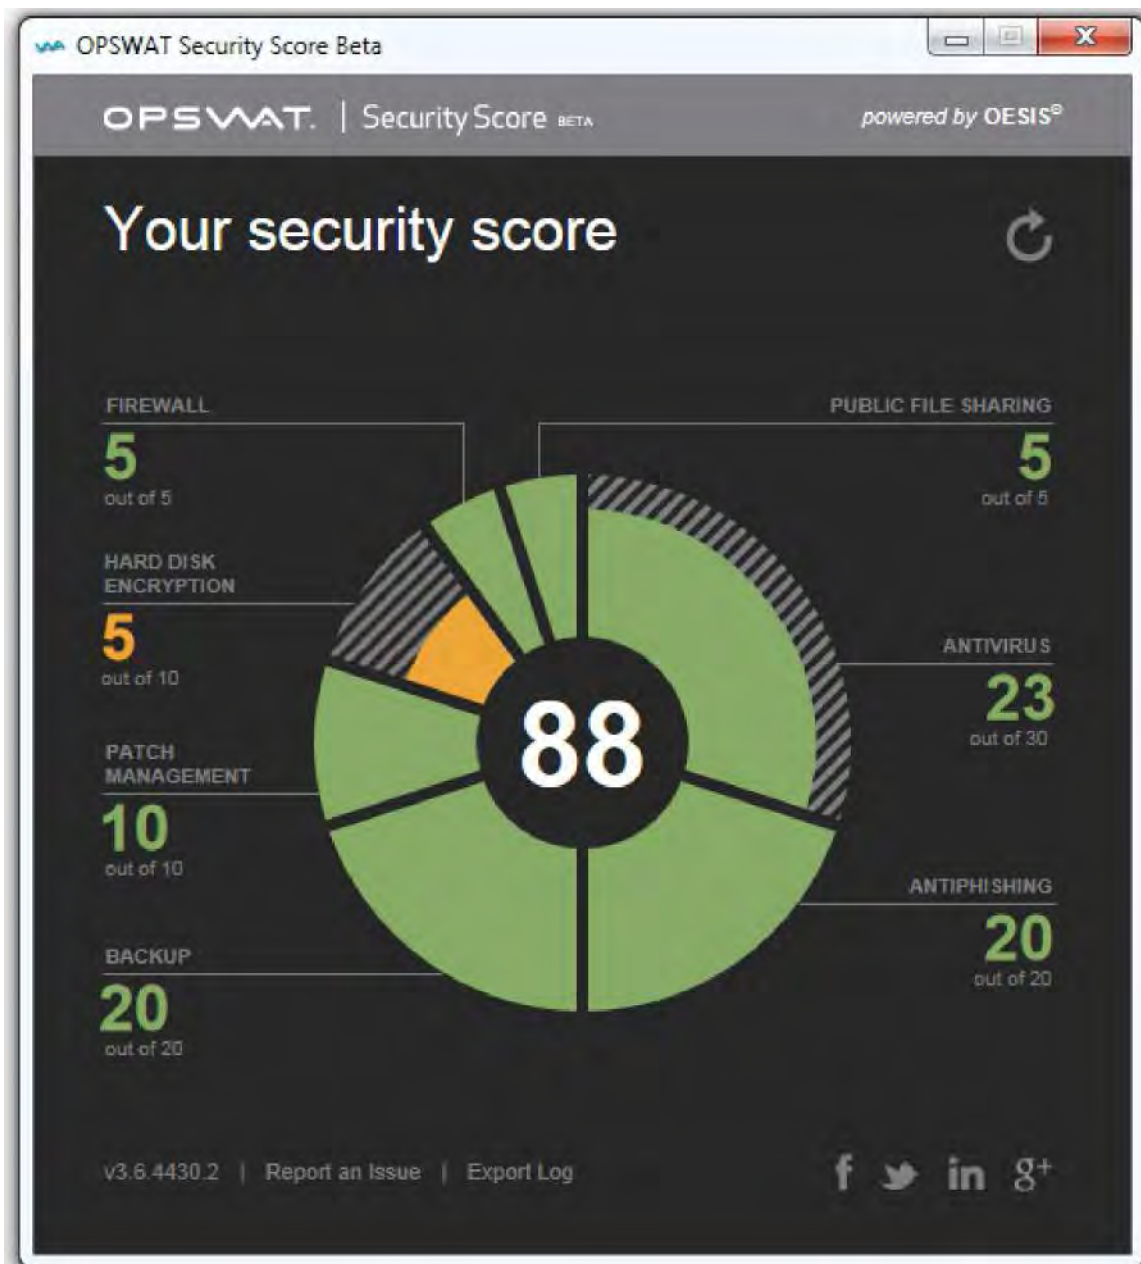 OPSWAT Security Score Beta
OPSWAT. | Security Score BETA
powered by OESIS®
Your security score
FIREWALL
5
out of 5
HARD DISK
ENCRYPTION
5
out of 10
PATCH
MANAGEMENT
10
out of 10
BACKUP
20
out of 20
88
PUBLIC FILE SHARING
5
out of 5
ANTIVIRUS
23
out of 30
ANTIPHISHING
20
out of 20
v3.6.4430.2 | Report an Issue | Export Log
f in g+